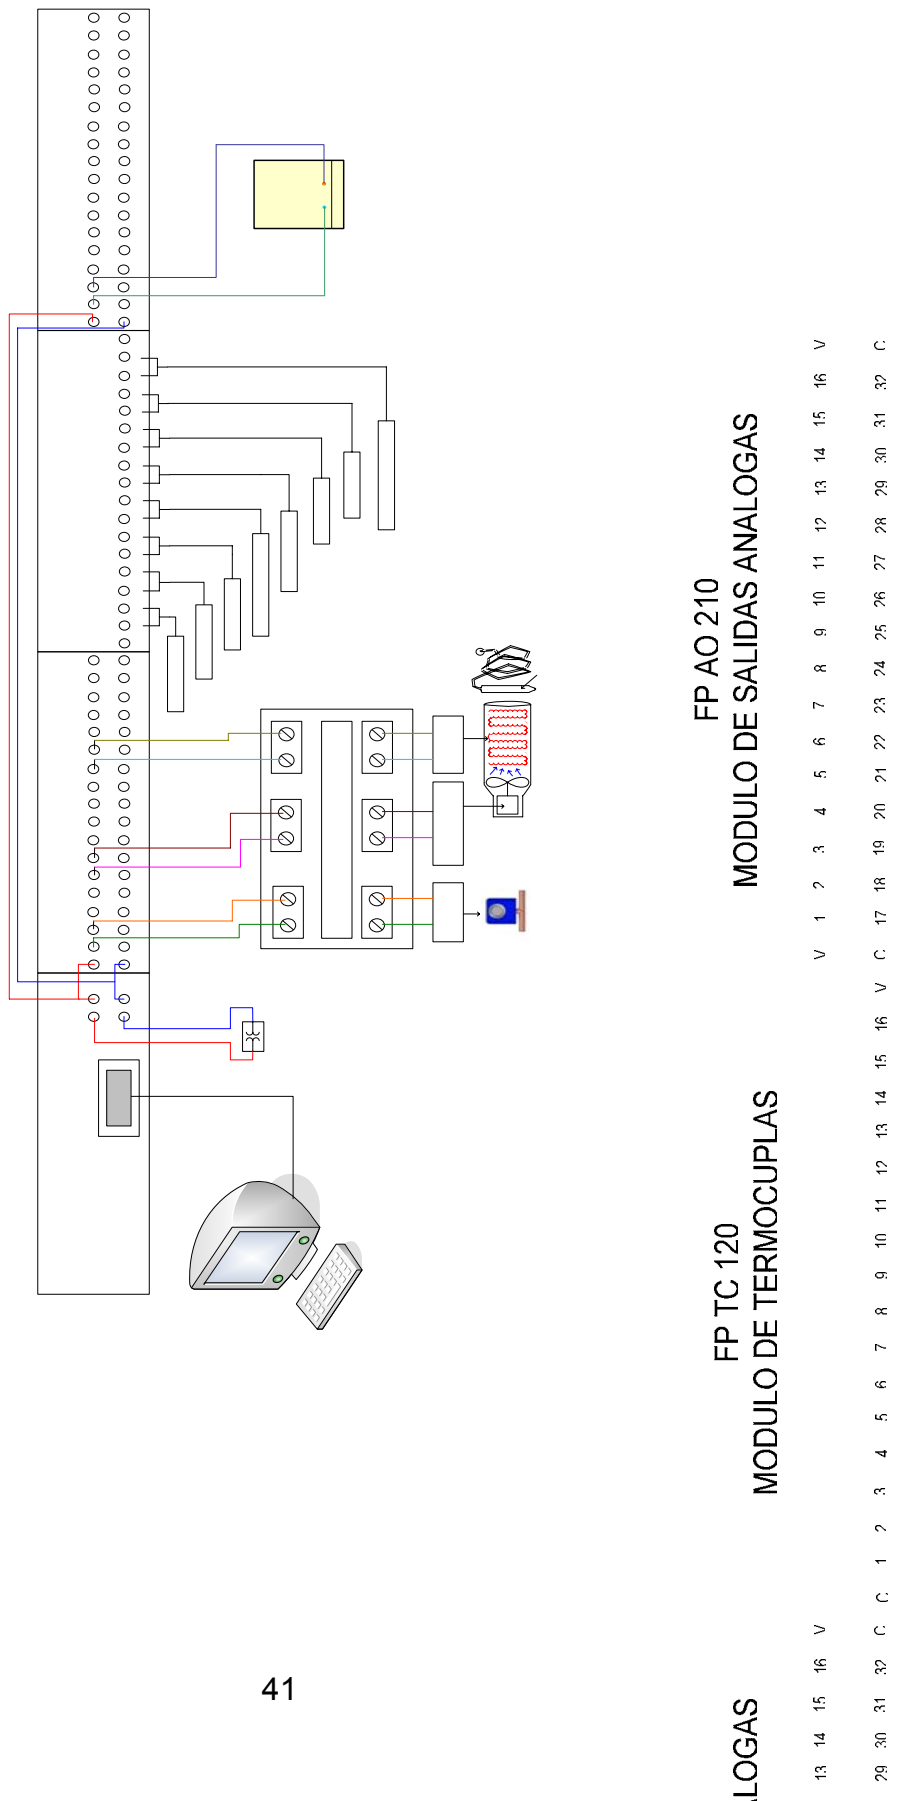 FP AO 210
MODULO DE SALIDAS ANALOGAS
V 1 2 3 4 5 6 7 8 9 10 11 12 13 14 15 16 V
C 17 18 19 20 21 22 23 24 25 26 27 28 29 30 31 32 C
FP TC 120
MODULO DE TERMOCUPLAS
C 1 2 3 4 5 6 7 8 9 10 11 12 13 14 15 16 V
LOGAS
13 14 15 16 V
29 30 31 32 C
41